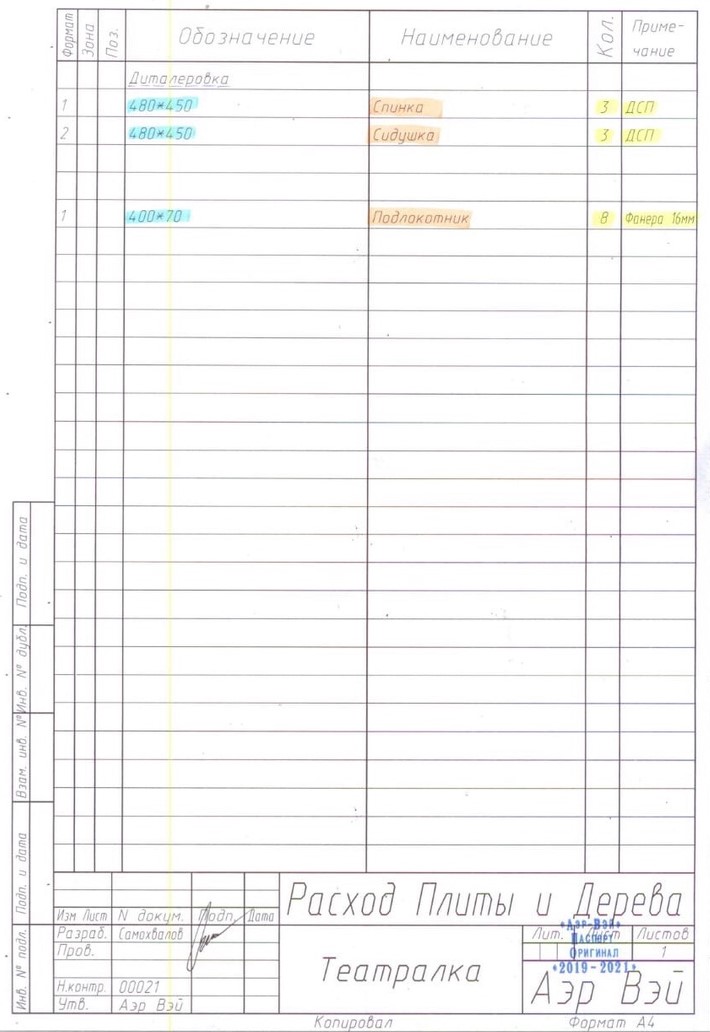 Формат Зона Поз. Обозначение Наименование Кол. Приме-
чание
Диталеровка
1 480*450 Спинка 3 ДСП
2 480*450 Сидушка 3 ДСП
1 400*70 Подлокотник 8 Фанера 16мм
Подп. и дата
Инв. № дубл.
Взам. инв. №
Подп. и дата
Инв. № подл.
Расход Плиты и Дерева
Изм Лист N докум. Подп. Дата
Разраб. Самохвалов
Пров.
Н.контр. 00021
Утв. Аэр Вэй
Театралка
Лит. Лист Листов
1
"Аэр-Вэй"
Паспорт
Оригинал
"2019-2021"
Аэр Вэй
Копировал Формат А4